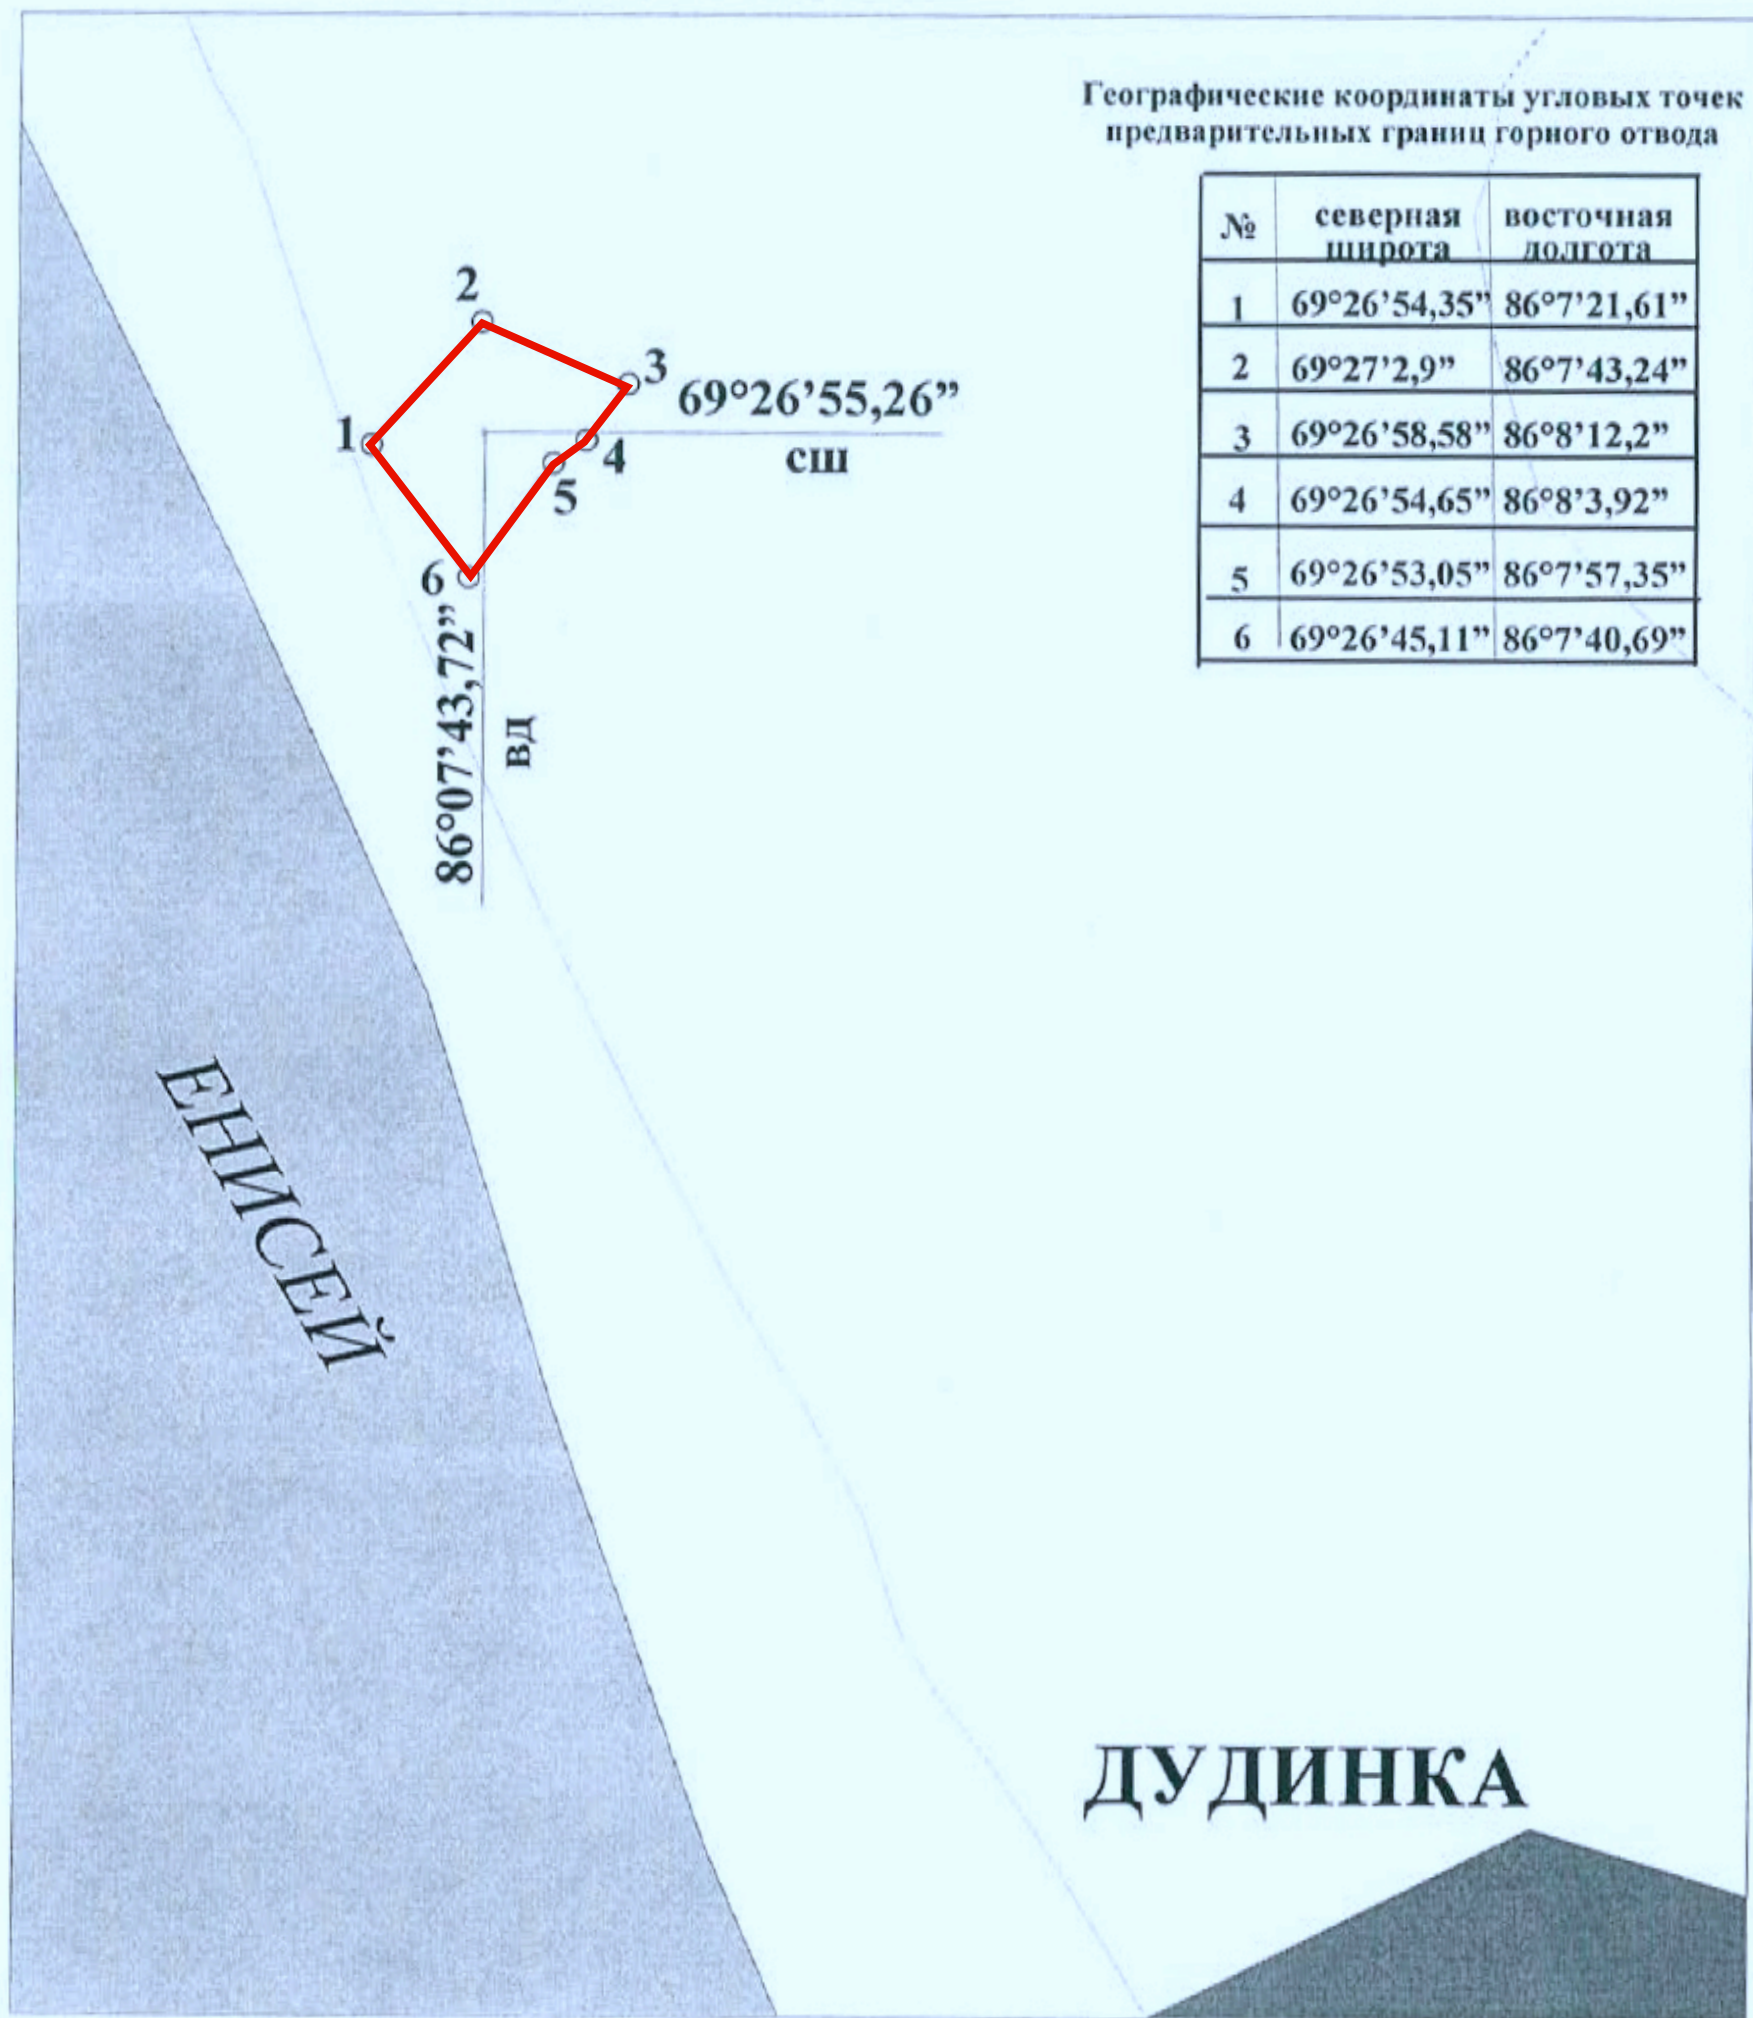 Географические координаты угловых точек
предварительных границ горного отвода
№ северная широта восточная долгота
1 69°26’54,35” 86°7’21,61”
2 69°27’2,9” 86°7’43,24”
3 69°26’58,58” 86°8’12,2”
4 69°26’54,65” 86°8’3,92”
5 69°26’53,05” 86°7’57,35”
6 69°26’45,11” 86°7’40,69”
2
3
69°26’55,26”
1
4
сш
5
6
86°07’43,72”
вд
ЕНИСЕЙ
ДУДИНКА